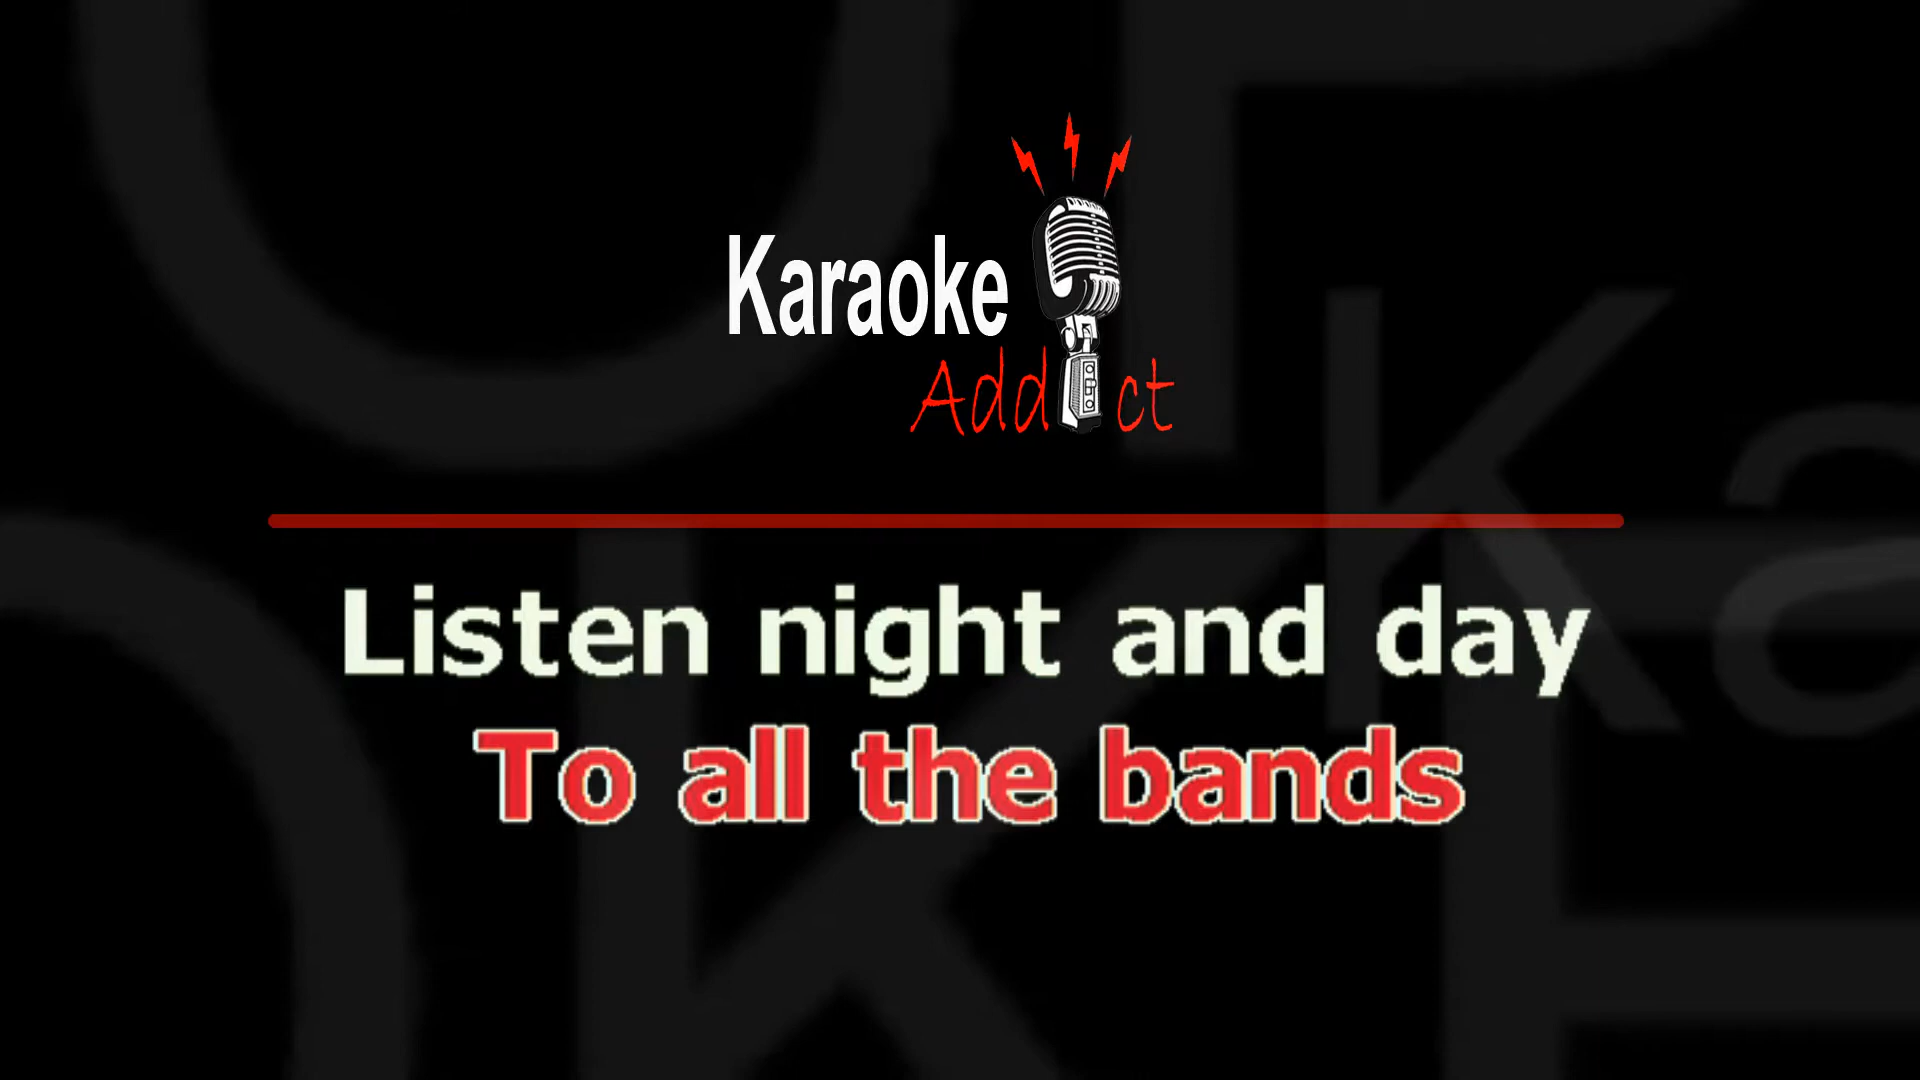 Karaoke
Addict
Listen night and day
To all the bands